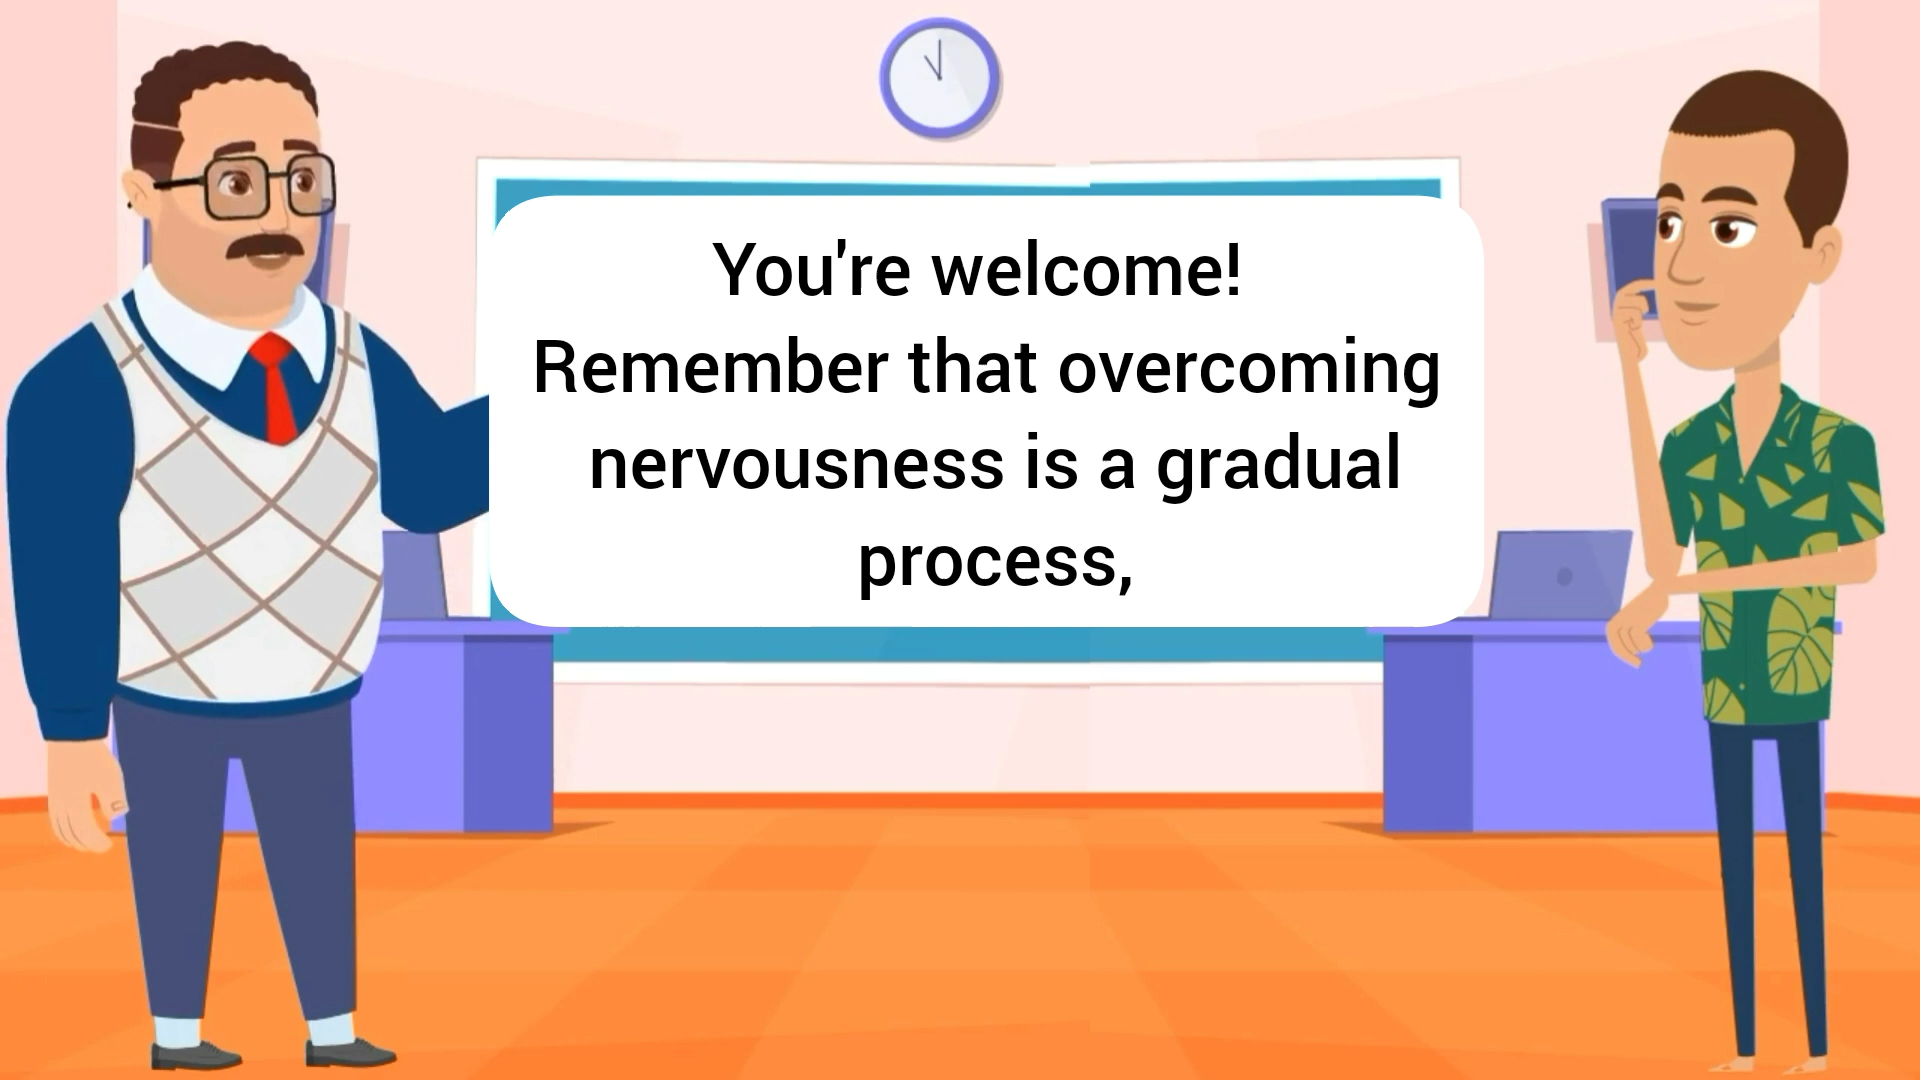 You're welcome!
Remember that overcoming
nervousness is a gradual
process,